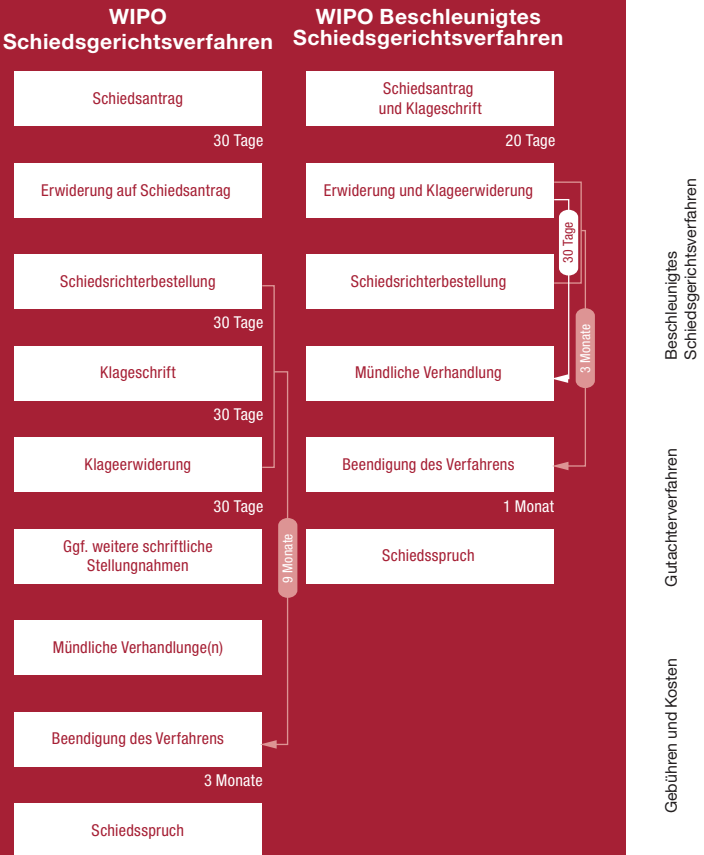 WIPO
Schiedsgerichtsverfahren
Schiedsantrag
30 Tage
Erwiderung auf Schiedsantrag
Schiedsrichterbestellung
30 Tage
Klageschrift
30 Tage
Klageerwiderung
30 Tage
Ggf. weitere schriftliche
Stellungnahmen
Mündliche Verhandlunge(n)
Beendigung des Verfahrens
3 Monate
Schiedsspruch
9 Monate
WIPO Beschleunigtes
Schiedsgerichtsverfahren
Schiedsantrag
und Klageschrift
20 Tage
Erwiderung und Klageerwiderung
Schiedsrichterbestellung
Mündliche Verhandlung
Beendigung des Verfahrens
1 Monat
Schiedsspruch
30 Tage
3 Monate
Beschleunigtes
Schiedsgerichtsverfahren
Gutachterverfahren
Gebühren und Kosten